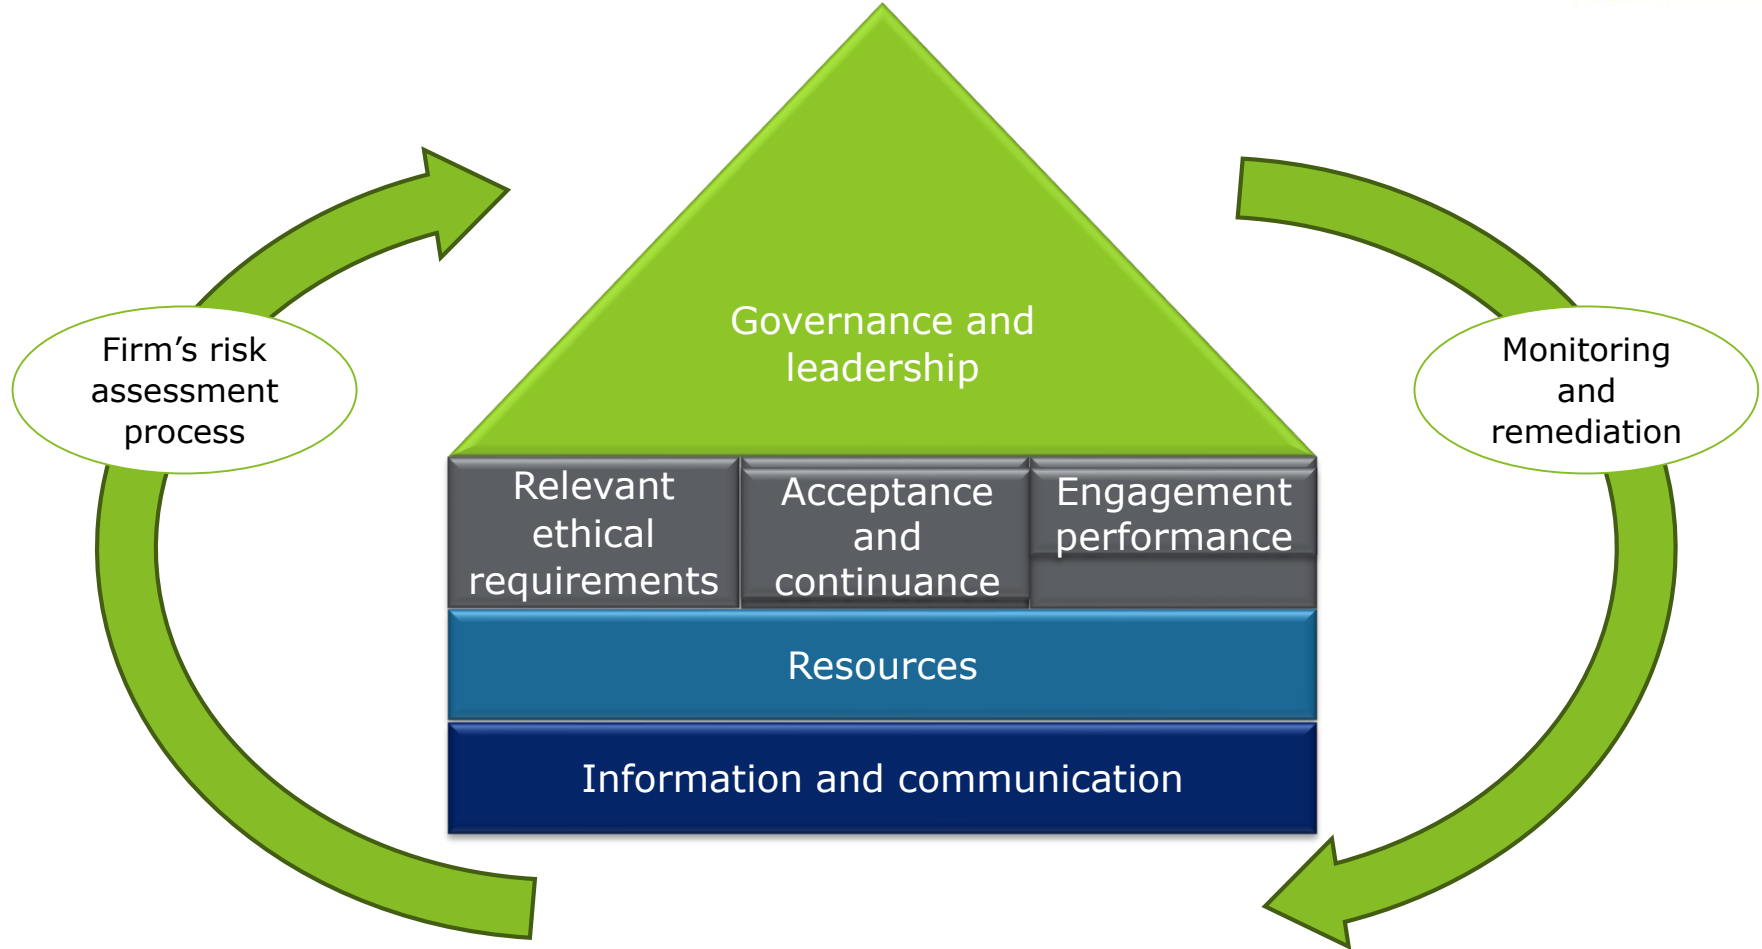 Governance and
leadership
Firm’s risk
assessment
process
Monitoring
and
remediation
Relevant
ethical
requirements
Acceptance
and
continuance
Engagement
performance
Resources
Information and communication